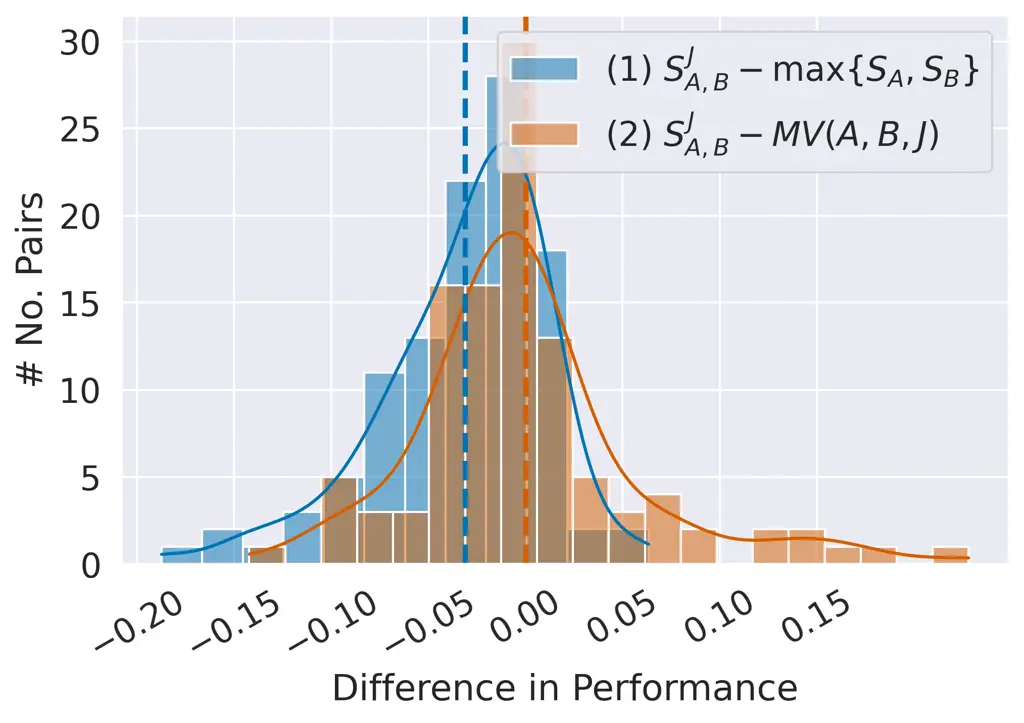 30
25
20
15
10
5
0
# No. Pairs
(1) $S^J_{A,B} - \max\{S_A, S_B\}$
(2) $S^J_{A,B} - MV(A, B, J)$
−0.20 −0.15 −0.10 −0.05 0.00 0.05 0.10 0.15
Difference in Performance